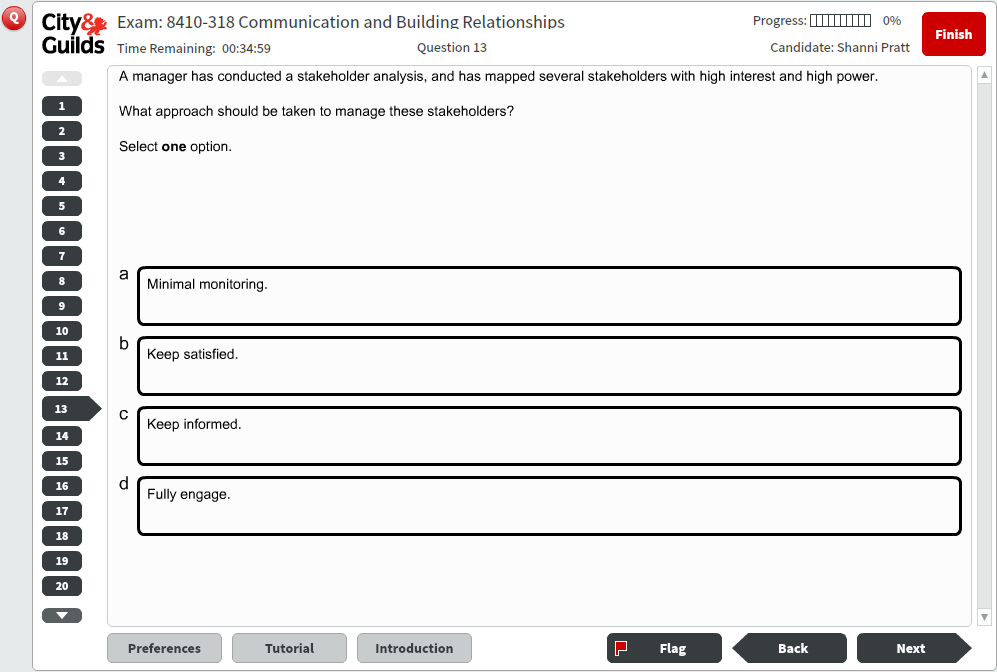 Q
City& Guilds
Exam: 8410-318 Communication and Building Relationships
Progress: 0%
Finish
Time Remaining: 00:34:59
Question 13
Candidate: Shanni Pratt
1
2
3
4
5
6
7
8
9
10
11
12
13
14
15
16
17
18
19
20
A manager has conducted a stakeholder analysis, and has mapped several stakeholders with high interest and high power.
What approach should be taken to manage these stakeholders?
Select one option.
a Minimal monitoring.
b Keep satisfied.
c Keep informed.
d Fully engage.
Preferences Tutorial Introduction Flag Back Next